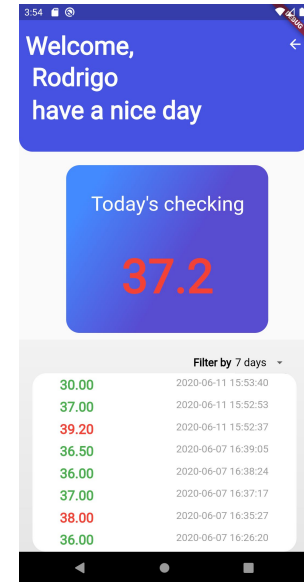 3:54
DEBUG
Welcome,
Rodrigo
have a nice day
Today's checking
37.2
Filter by 7 days
30.00 2020-06-11 15:53:40
37.00 2020-06-11 15:52:53
39.20 2020-06-11 15:52:37
36.50 2020-06-07 16:39:05
36.00 2020-06-07 16:38:24
37.00 2020-06-07 16:37:17
38.00 2020-06-07 16:35:27
36.00 2020-06-07 16:26:20